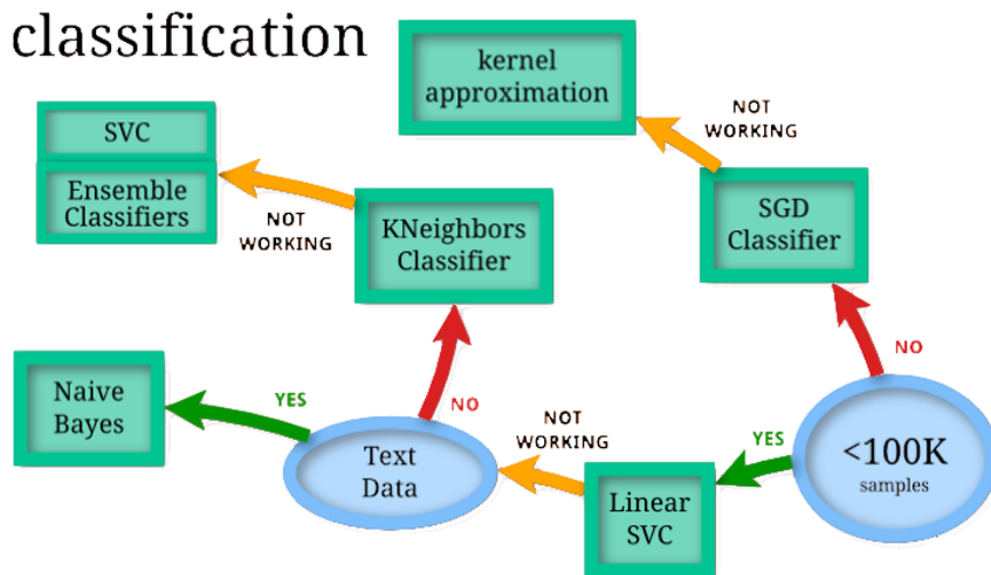 classification
kernel
approximation
NOT
WORKING
SVC
Ensemble
Classifiers
NOT
WORKING
KNeighbors
Classifier
SGD
Classifier
NO
Naive
Bayes
YES
NO
Text
Data
NOT
WORKING
Linear
SVC
YES
<100K
samples